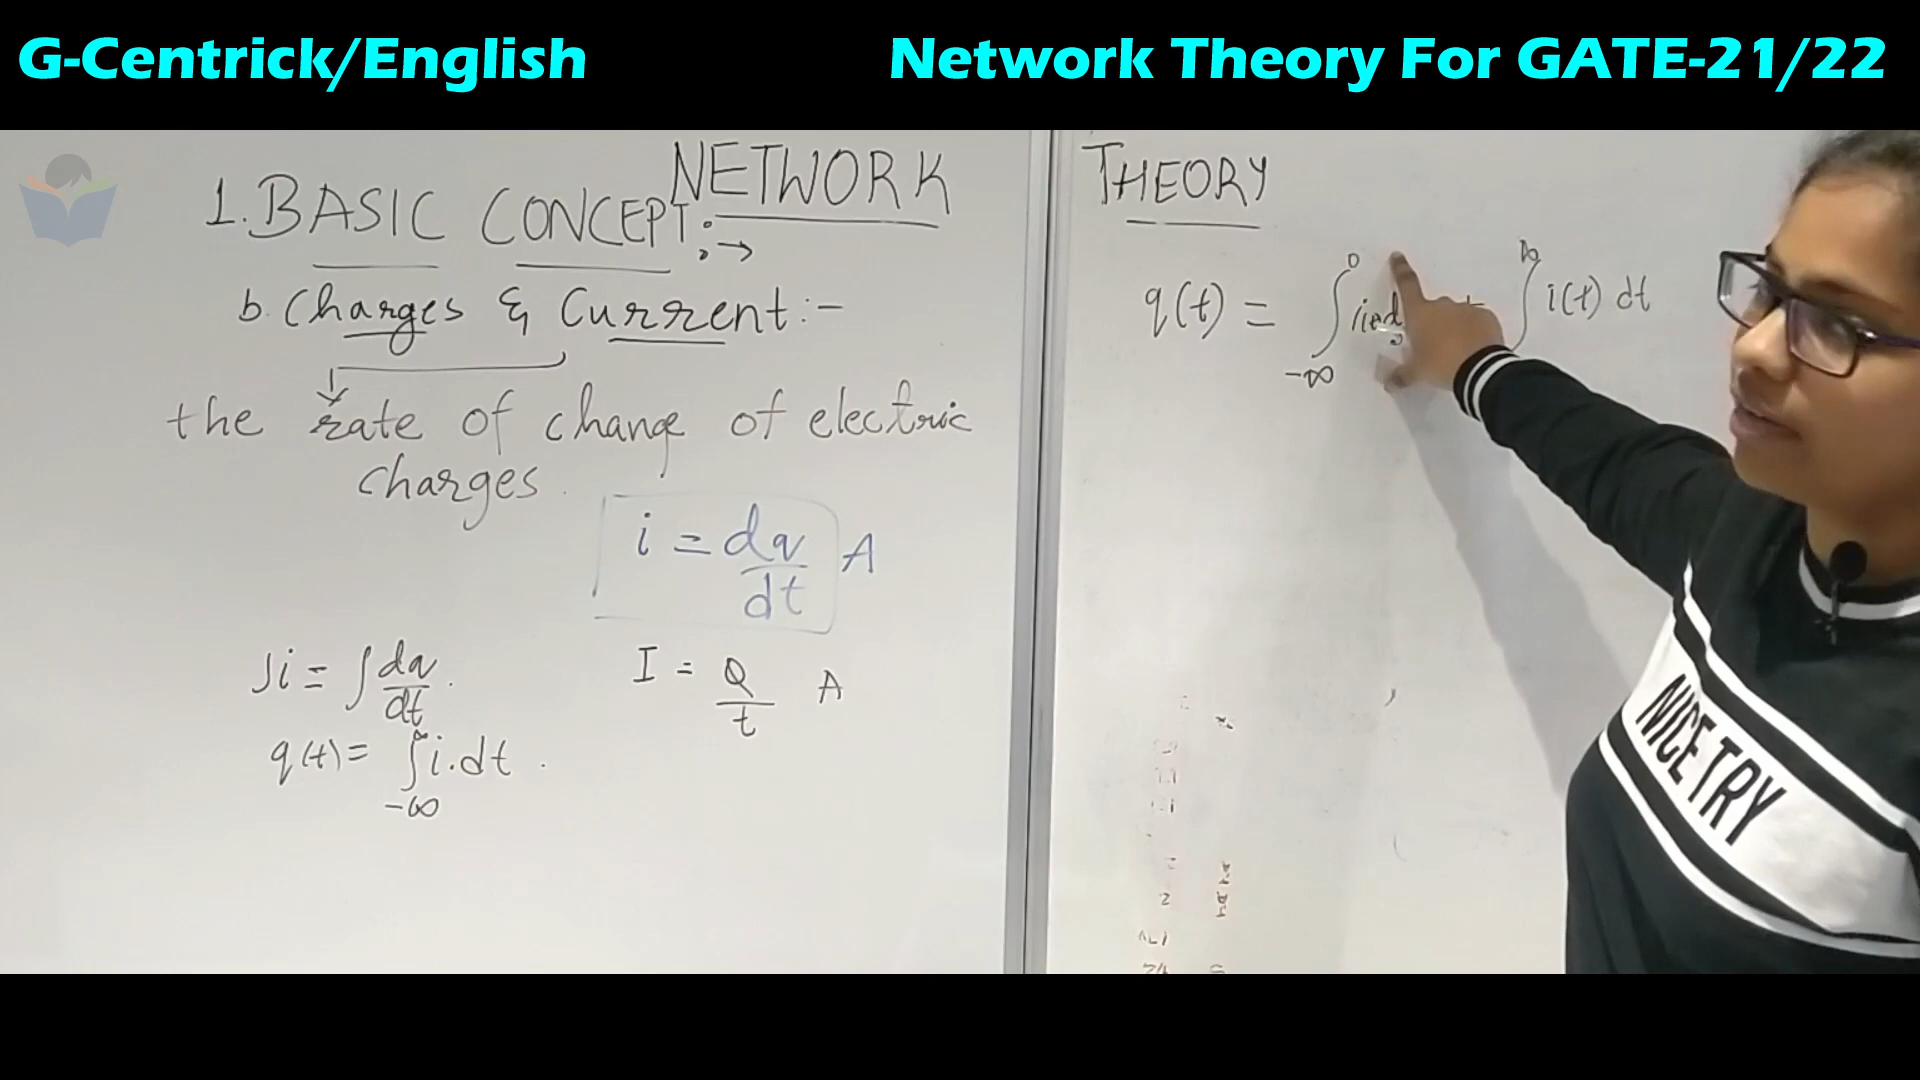 G-Centrick/English
Network Theory For GATE-21/22
NETWORK THEORY
1. BASIC CONCEPT :→
b. Charges & Current :-
the rate of change of electric
charges.
i = dq/dt A
∫i = ∫dq/dt.
I = Q/t A
q(t) = ∫-∞^∞ i.dt.
q(t) = ∫-∞^0 i(t)d ∫^∞ i(t) dt
NICE TRY